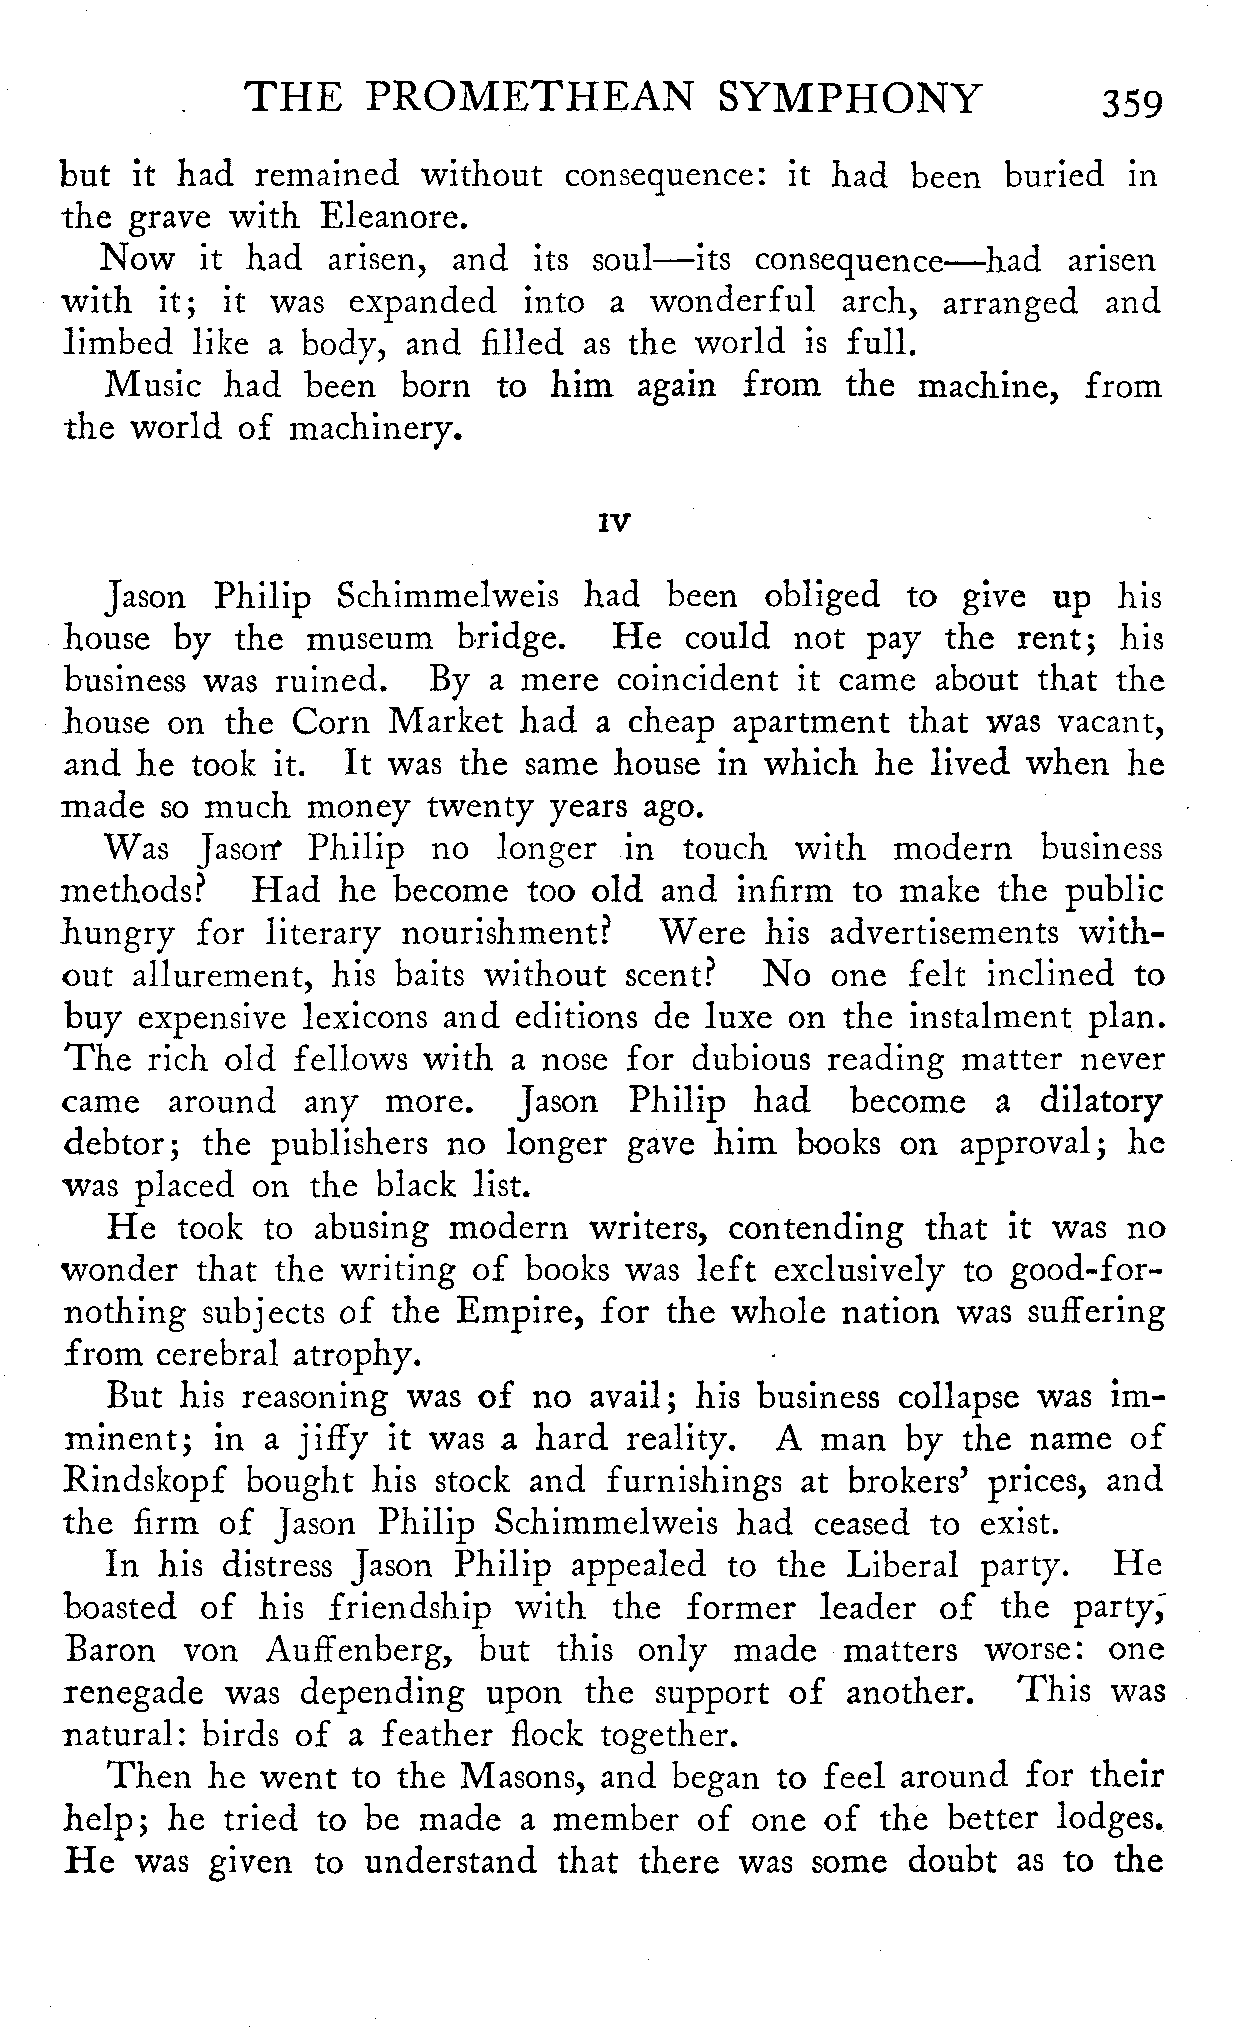 THE PROMETHEAN SYMPHONY 359
but it had remained without consequence: it had been buried in
the grave with Eleanore.
Now it had arisen, and its soul—its consequence—had arisen
with it; it was expanded into a wonderful arch, arranged and
limbed like a body, and filled as the world is full.
Music had been born to him again from the machine, from
the world of machinery.
IV
Jason Philip Schimmelweis had been obliged to give up his
house by the museum bridge. He could not pay the rent; his
business was ruined. By a mere coincident it came about that the
house on the Corn Market had a cheap apartment that was vacant,
and he took it. It was the same house in which he lived when he
made so much money twenty years ago.
Was Jason Philip no longer in touch with modern business
methods? Had he become too old and infirm to make the public
hungry for literary nourishment? Were his advertisements with-
out allurement, his baits without scent? No one felt inclined to
buy expensive lexicons and editions de luxe on the instalment plan.
The rich old fellows with a nose for dubious reading matter never
came around any more. Jason Philip had become a dilatory
debtor; the publishers no longer gave him books on approval; he
was placed on the black list.
He took to abusing modern writers, contending that it was no
wonder that the writing of books was left exclusively to good-for-
nothing subjects of the Empire, for the whole nation was suffering
from cerebral atrophy.
But his reasoning was of no avail; his business collapse was im-
minent; in a jiffy it was a hard reality. A man by the name of
Rindskopf bought his stock and furnishings at brokers' prices, and
the firm of Jason Philip Schimmelweis had ceased to exist.
In his distress Jason Philip appealed to the Liberal party. He
boasted of his friendship with the former leader of the party,
Baron von Auffenberg, but this only made matters worse: one
renegade was depending upon the support of another. This was
natural: birds of a feather flock together.
Then he went to the Masons, and began to feel around for their
help; he tried to be made a member of one of the better lodges.
He was given to understand that there was some doubt as to the